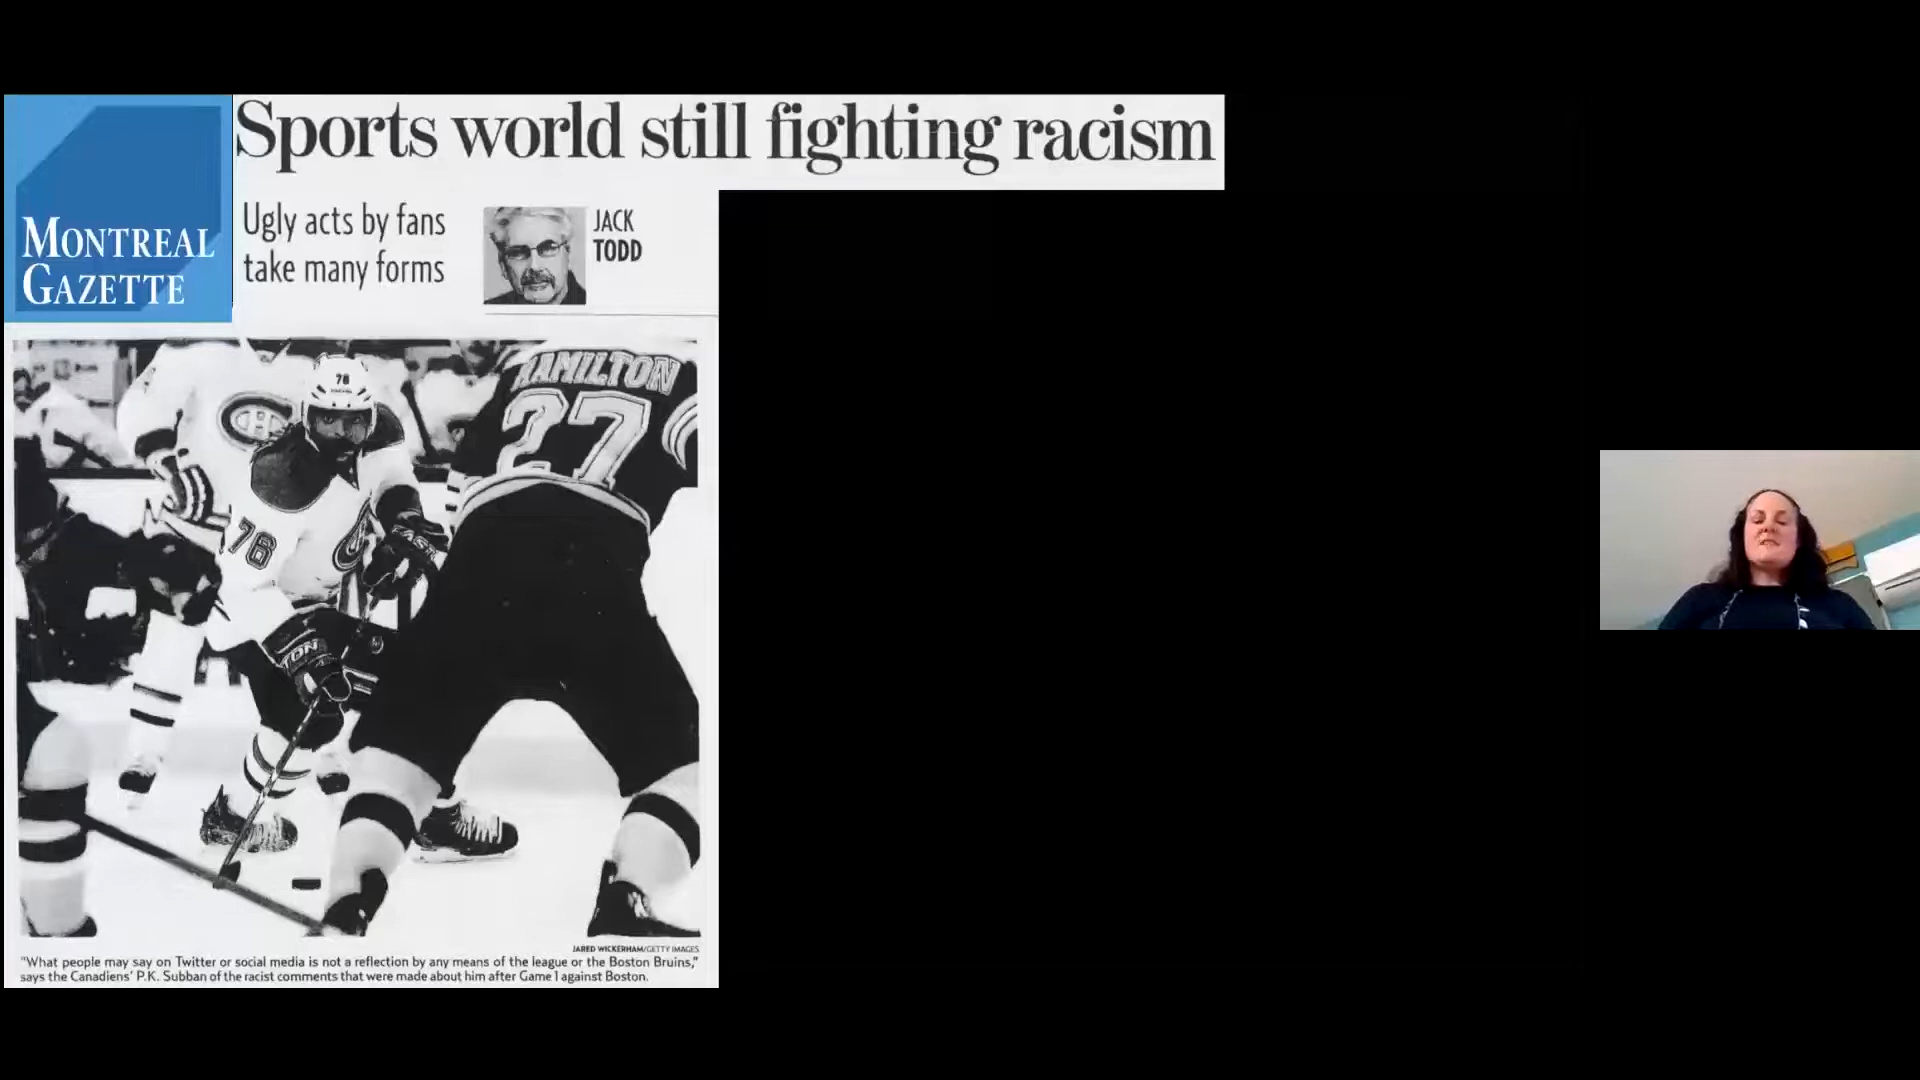 Sports world still fighting racism
MONTREAL
GAZETTE
Ugly acts by fans
take many forms
JACK
TODD
HAMILTON
27
78
76
JARED WICKERHAM/GETTY IMAGES
"What people may say on Twitter or social media is not a reflection by any means of the league or the Boston Bruins,"
says the Canadiens' P.K. Subban of the racist comments that were made about him after Game 1 against Boston.